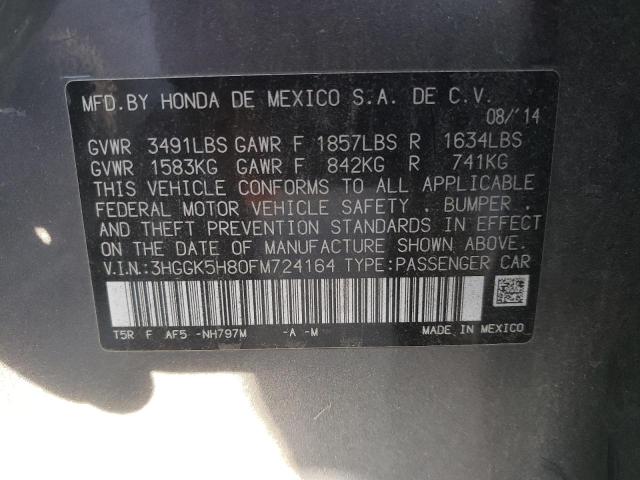 MFD.BY HONDA DE MEXICO S.A. DE C.V.
08/'14
GVWR 3491LBS GAWR F 1857LBS R 1634LBS
GVWR 1583KG GAWR F 842KG R 741KG
THIS VEHICLE CONFORMS TO ALL APPLICABLE
FEDERAL MOTOR VEHICLE SAFETY . BUMPER .
AND THEFT PREVENTION STANDARDS IN EFFECT
ON THE DATE OF MANUFACTURE SHOWN ABOVE.
V.I.N.:3HGGK5H80FM724164 TYPE:PASSENGER CAR
T5R F AF5 -NH797M -A -M MADE IN MEXICO